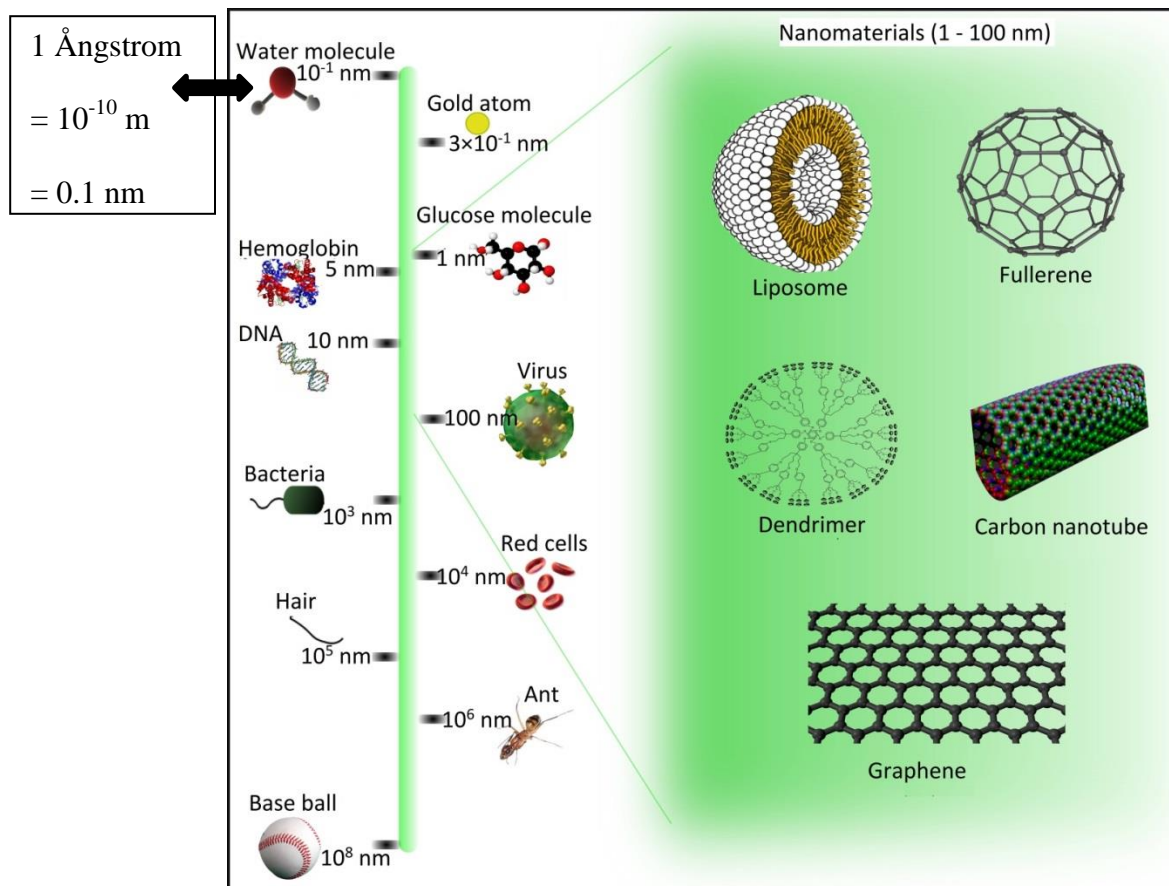 1 Ångstrom
= 10⁻¹⁰ m
= 0.1 nm
Water molecule
10⁻¹ nm
Gold atom
3×10⁻¹ nm
Glucose molecule
1 nm
Hemoglobin
5 nm
DNA
10 nm
Virus
100 nm
Bacteria
10³ nm
Red cells
10⁴ nm
Hair
10⁵ nm
Ant
10⁶ nm
Base ball
10⁸ nm
Nanomaterials (1 - 100 nm)
Liposome
Fullerene
Dendrimer
Carbon nanotube
Graphene